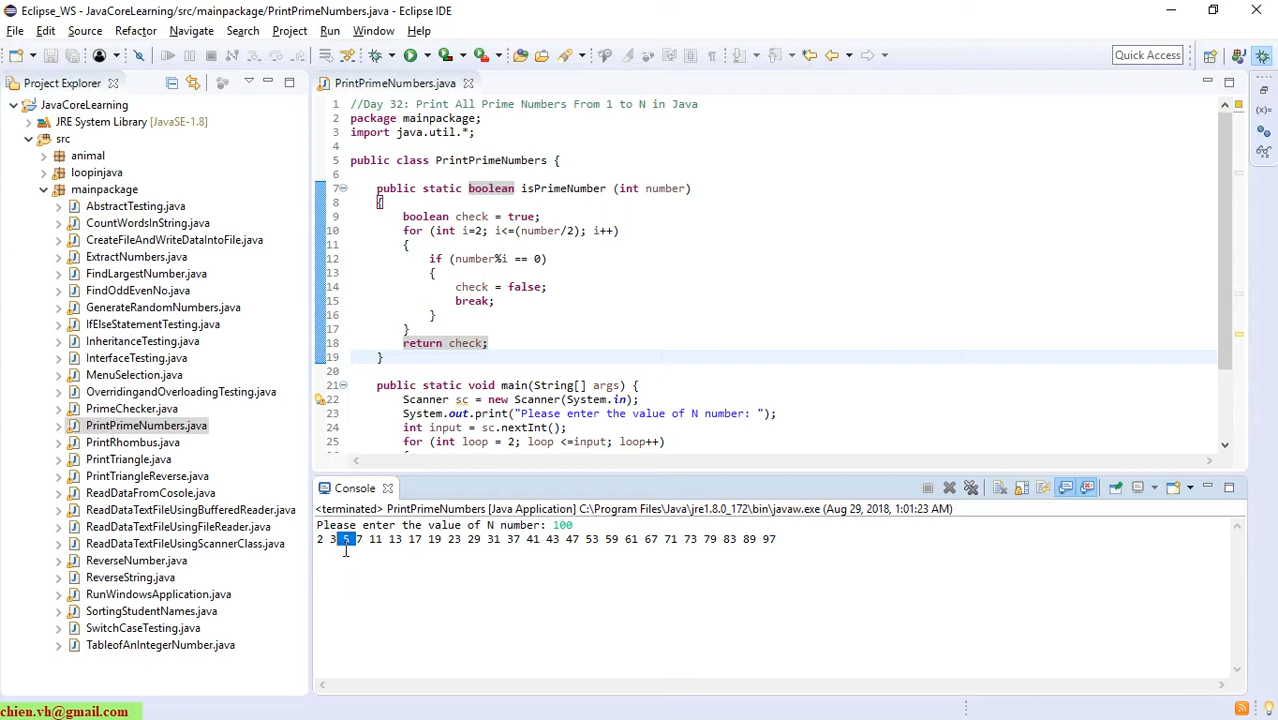 Eclipse_WS - JavaCoreLearning/src/mainpackage/PrintPrimeNumbers.java - Eclipse IDE
File Edit Source Refactor Navigate Search Project Run Window Help
Quick Access
Project Explorer
JavaCoreLearning
JRE System Library [JavaSE-1.8]
src
animal
loopinjava
mainpackage
AbstractTesting.java
CountWordsInString.java
CreateFileAndWriteDataIntoFile.java
ExtractNumbers.java
FindLargestNumber.java
FindOddEvenNo.java
GenerateRandomNumbers.java
IfElseStatementTesting.java
InheritanceTesting.java
InterfaceTesting.java
MenuSelection.java
OverridingandOverloadingTesting.java
PrimeChecker.java
PrintPrimeNumbers.java
PrintRhombus.java
PrintTriangle.java
PrintTriangleReverse.java
ReadDataFromCosole.java
ReadDataTextFileUsingBufferedReader.java
ReadDataTextFileUsingFileReader.java
ReadDataTextFileUsingScannerClass.java
ReverseNumber.java
ReverseString.java
RunWindowsApplication.java
SortingStudentNames.java
SwitchCaseTesting.java
TableofAnIntegerNumber.java
PrintPrimeNumbers.java
1 //Day 32: Print All Prime Numbers From 1 to N in Java
2 package mainpackage;
3 import java.util.*;
4
5 public class PrintPrimeNumbers {
6
7 public static boolean isPrimeNumber (int number)
8 {
9 boolean check = true;
10 for (int i=2; i<=(number/2); i++)
11 {
12 if (number%i == 0)
13 {
14 check = false;
15 break;
16 }
17 }
18 return check;
19 }
20
21 public static void main(String[] args) {
22 Scanner sc = new Scanner(System.in);
23 System.out.print("Please enter the value of N number: ");
24 int input = sc.nextInt();
25 for (int loop = 2; loop <=input; loop++)
Console
<terminated> PrintPrimeNumbers [Java Application] C:\Program Files\Java\jre1.8.0_172\bin\javaw.exe (Aug 29, 2018, 1:01:23 AM)
Please enter the value of N number: 100
2 3 5 7 11 13 17 19 23 29 31 37 41 43 47 53 59 61 67 71 73 79 83 89 97
chien.vh@gmail.com